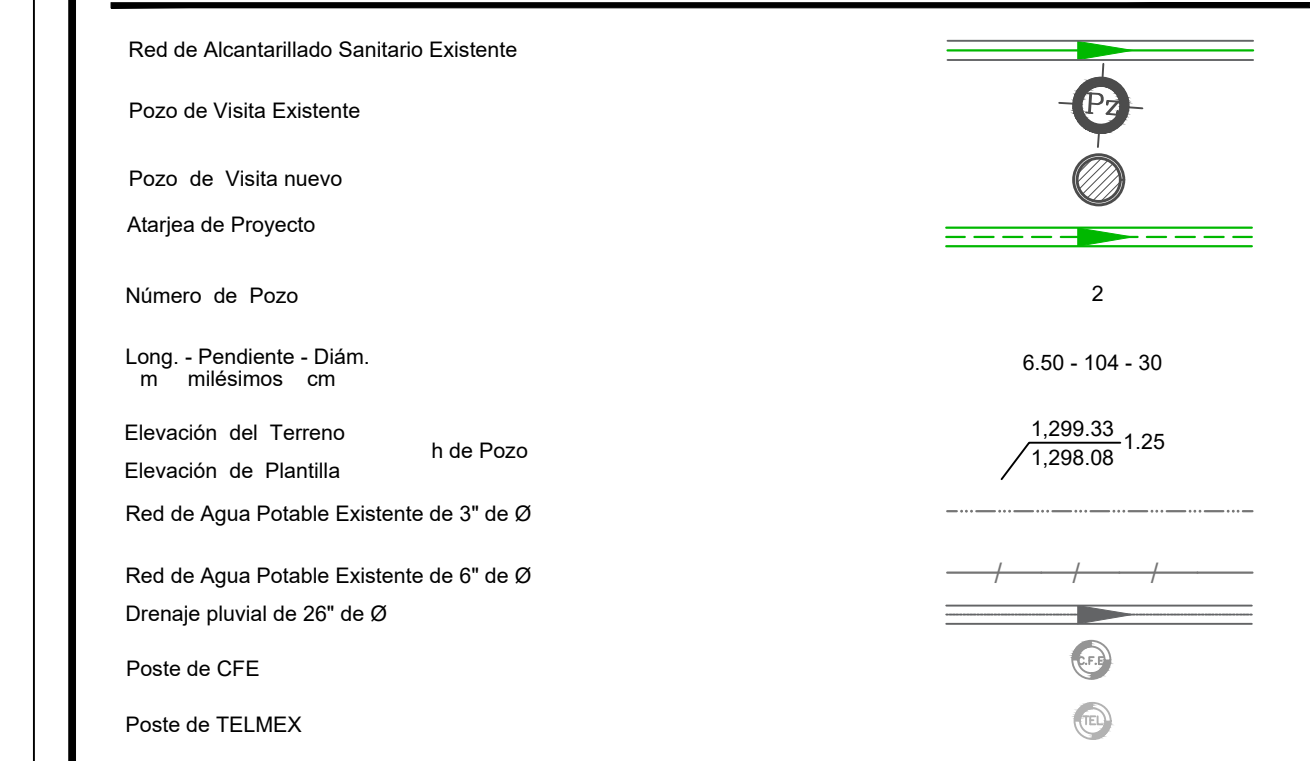 Red de Alcantarillado Sanitario Existente
Pozo de Visita Existente
Pz
Pozo de Visita nuevo
Atarjea de Proyecto
Número de Pozo
2
Long. - Pendiente - Diám.
m milésimos cm
6.50 - 104 - 30
Elevación del Terreno
h de Pozo
Elevación de Plantilla
1,299.33
1.25
1,298.08
Red de Agua Potable Existente de 3" de Ø
Red de Agua Potable Existente de 6" de Ø
Drenaje pluvial de 26" de Ø
Poste de CFE
C.F.E
Poste de TELMEX
TEL